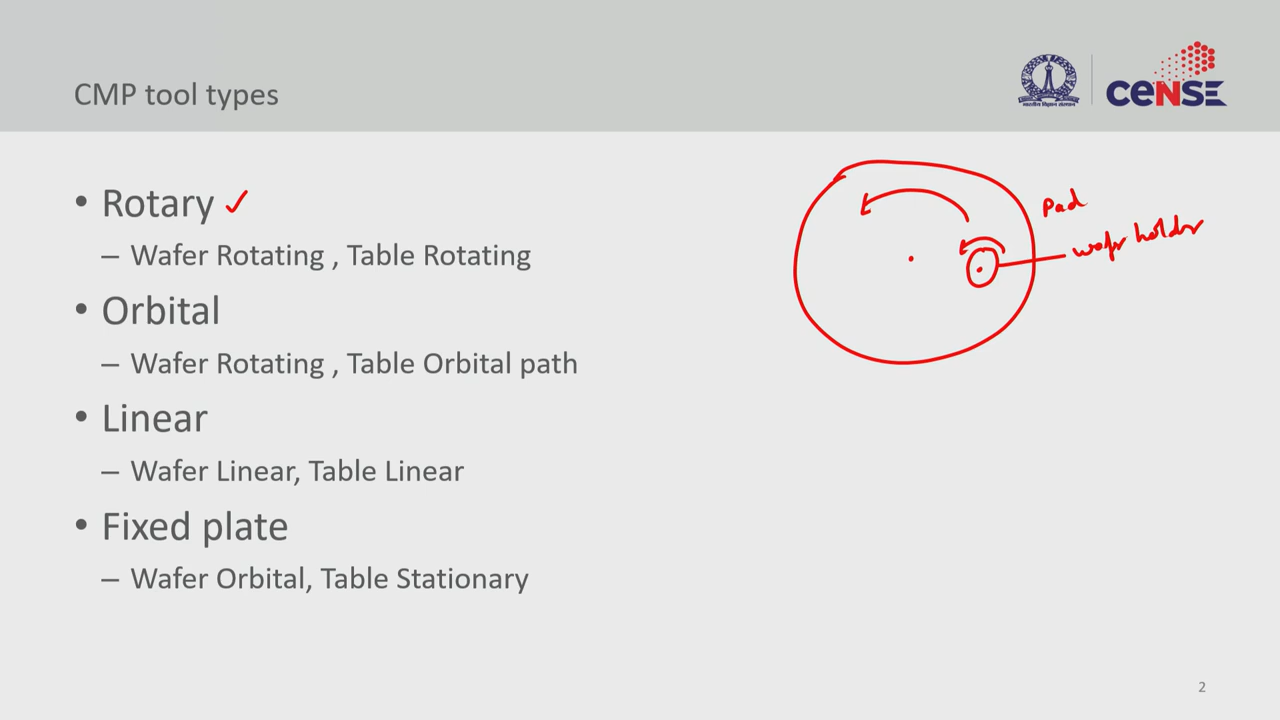 CMP tool types
ceNSE
• Rotary ✓
– Wafer Rotating , Table Rotating
• Orbital
– Wafer Rotating , Table Orbital path
• Linear
– Wafer Linear, Table Linear
• Fixed plate
– Wafer Orbital, Table Stationary
Pad
wafer holder
2